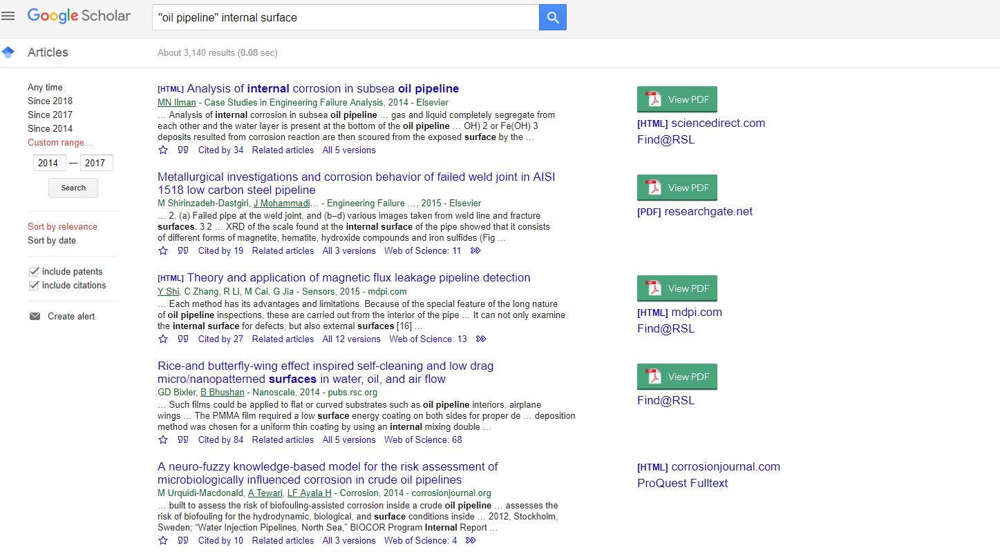 Google Scholar
"oil pipeline" internal surface
Articles
About 3,140 results (0.08 sec)
Any time
Since 2018
Since 2017
Since 2014
Custom range...
2014 — 2017
Search
Sort by relevance
Sort by date
include patents
include citations
Create alert
[HTML] Analysis of internal corrosion in subsea oil pipeline
MN Ilman - Case Studies in Engineering Failure Analysis, 2014 - Elsevier
… Analysis of internal corrosion in subsea oil pipeline … gas and liquid completely segregate from
each other and the water layer is present at the bottom of the oil pipeline … OH) 2 or Fe(OH) 3
deposits resulted from corrosion reaction are then scoured from the exposed surface by the …
Cited by 34 Related articles All 5 versions
View PDF
[HTML] sciencedirect.com
Find@RSL
Metallurgical investigations and corrosion behavior of failed weld joint in AISI
1518 low carbon steel pipeline
M Shirinzadeh-Dastgiri, J Mohammadi… - Engineering Failure …, 2015 - Elsevier
… 2. (a) Failed pipe at the weld joint, and (b–d) various images taken from weld line and fracture
surfaces. 3.2 … XRD of the scale found at the internal surface of the pipe showed that it consists
of different forms of magnetite, hematite, hydroxide compounds and iron sulfides (Fig …
Cited by 19 Related articles All 3 versions Web of Science: 11
View PDF
[PDF] researchgate.net
[HTML] Theory and application of magnetic flux leakage pipeline detection
Y Shi, C Zhang, R Li, M Cai, G Jia - Sensors, 2015 - mdpi.com
… Each method has its advantages and limitations. Because of the special feature of the long nature
of oil pipeline inspections, these are carried out from the interior of the pipe … It can not only examine
the internal surface for defects, but also external surfaces [16] …
Cited by 27 Related articles All 12 versions Web of Science: 13
View PDF
[HTML] mdpi.com
Find@RSL
Rice-and butterfly-wing effect inspired self-cleaning and low drag
micro/nanopatterned surfaces in water, oil, and air flow
GD Bixler, B Bhushan - Nanoscale, 2014 - pubs.rsc.org
… Such films could be applied to flat or curved substrates such as oil pipeline interiors, airplane
wings … The PMMA film required a low surface energy coating on both sides for proper de … deposition
method was chosen for a uniform thin coating by using an internal mixing double …
Cited by 84 Related articles All 5 versions Web of Science: 68
View PDF
Find@RSL
A neuro-fuzzy knowledge-based model for the risk assessment of
microbiologically influenced corrosion in crude oil pipelines
M Urquidi-Macdonald, A Tewari, LF Ayala H - Corrosion, 2014 - corrosionjournal.org
… built to assess the risk of biofouling-assisted corrosion inside a crude oil pipeline … assesses the
risk of biofouling for the hydrodynamic, biological, and surface conditions inside … 2012, Stockholm,
Sweden; “Water Injection Pipelines, North Sea,” BIOCOR Program Internal Report …
Cited by 10 Related articles All 3 versions Web of Science: 4
[HTML] corrosionjournal.com
ProQuest Fulltext